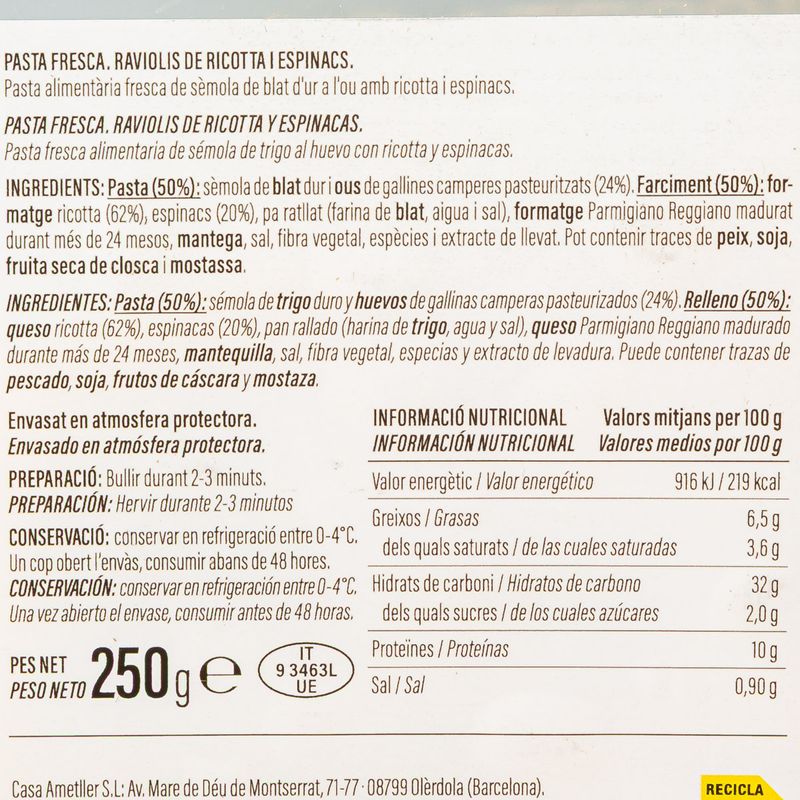 PASTA FRESCA. RAVIOLIS DE RICOTTA I ESPINACS.
Pasta alimentària fresca de sèmola de blat d'ur a l'ou amb ricotta i espinacs.
PASTA FRESCA. RAVIOLIS DE RICOTTA Y ESPINACAS.
Pasta fresca alimentaria de sémola de trigo al huevo con ricotta y espinacas.
INGREDIENTS: Pasta (50%): sèmola de blat dur i ous de gallines camperes pasteuritzats (24%). Farciment (50%): for-
matge ricotta (62%), espinacs (20%), pa ratllat (farina de blat, aigua i sal), formatge Parmigiano Reggiano madurat
durant més de 24 mesos, mantega, sal, fibra vegetal, espècies i extracte de llevat. Pot contenir traces de peix, soja,
fruita seca de closca i mostassa.
INGREDIENTES: Pasta (50%): sémola de trigo duro y huevos de gallinas camperas pasteurizados (24%). Relleno (50%):
queso ricotta (62%), espinacas (20%), pan rallado (harina de trigo, agua y sal), queso Parmigiano Reggiano madurado
durante más de 24 meses, mantequilla, sal, fibra vegetal, especias y extracto de levadura. Puede contener trazas de
pescado, soja, frutos de cáscara y mostaza.
Envasat en atmosfera protectora.
Envasado en atmósfera protectora.
PREPARACIÓ: Bullir durant 2-3 minuts.
PREPARACIÓN: Hervir durante 2-3 minutos
CONSERVACIÓ: conservar en refrigeració entre 0-4°C.
Un cop obert l'envàs, consumir abans de 48 hores.
CONSERVACIÓN: conservar en refrigeración entre 0-4°C.
Una vez abierto el envase, consumir antes de 48 horas.
PES NET
PESO NETO 250 g e
IT
9 3463L
UE
INFORMACIÓ NUTRICIONAL Valors mitjans per 100 g
INFORMACIÓN NUTRICIONAL Valores medios por 100 g
Valor energètic / Valor energético 916 kJ / 219 kcal
Greixos / Grasas 6,5 g
dels quals saturats / de las cuales saturadas 3,6 g
Hidrats de carboni / Hidratos de carbono 32 g
dels quals sucres / de los cuales azúcares 2,0 g
Proteïnes / Proteínas 10 g
Sal / Sal 0,90 g
Casa Ametller S.L: Av. Mare de Déu de Montserrat, 71-77 · 08799 Olèrdola (Barcelona).
RECICLA